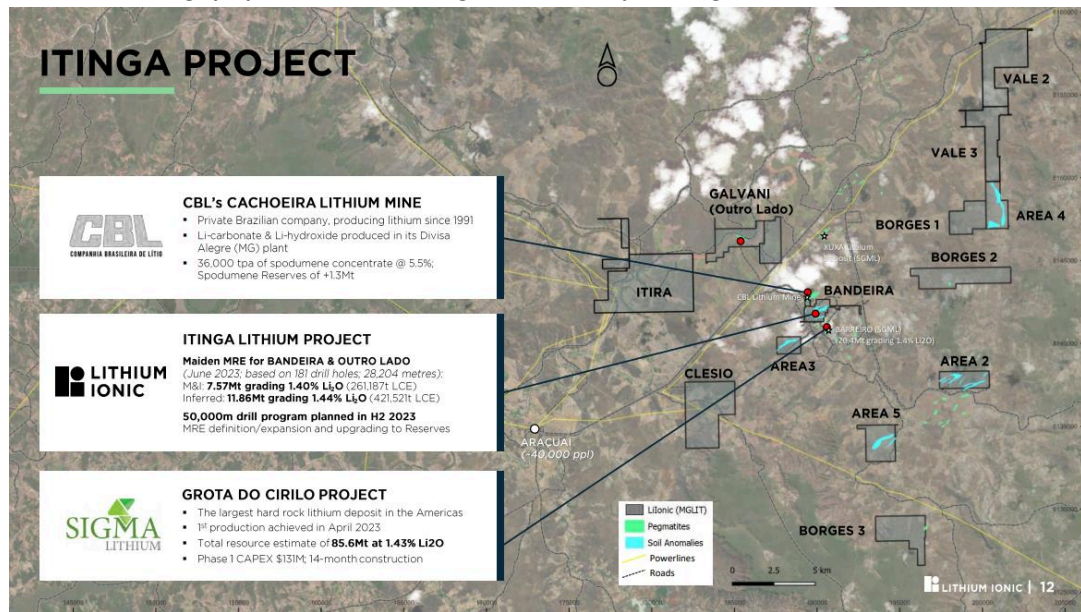 ITINGA PROJECT
CBL
COMPANHIA BRASILEIRA DE LÍTIO
CBL's CACHOEIRA LITHIUM MINE
▪ Private Brazilian company, producing lithium since 1991
▪ Li-carbonate & Li-hydroxide produced in its Divisa
Alegre (MG) plant
▪ 36,000 tpa of spodumene concentrate @ 5.5%;
Spodumene Reserves of +1.3Mt
LITHIUM
IONIC
ITINGA LITHIUM PROJECT
Maiden MRE for BANDEIRA & OUTRO LADO
(June 2023; based on 181 drill holes; 28,204 metres):
M&I: 7.57Mt grading 1.40% Li₂O (261,187t LCE)
Inferred: 11.86Mt grading 1.44% Li₂O (421,521t LCE)
50,000m drill program planned in H2 2023
MRE definition/expansion and upgrading to Reserves
SIGMA
LITHIUM
GROTA DO CIRILO PROJECT
▪ The largest hard rock lithium deposit in the Americas
▪ 1st production achieved in April 2023
▪ Total resource estimate of 85.6Mt at 1.43% Li2O
▪ Phase 1 CAPEX $131M; 14-month construction
VALE 2
VALE 3
GALVANI
(Outro Lado)
BORGES 1
AREA 4
XUXA Lithium
Deposit (SGML)
BORGES 2
ITIRA
CBL Lithium Mine
BANDEIRA
BARREIRO (SGML)
AREA3
CLESIO
AREA 2
AREA 5
ARAÇUAI
(~40,000 ppl)
BORGES 3
LiIonic (MGLIT)
Pegmatites
Soil Anomalies
Powerlines
Roads
0 2.5 5 km
LITHIUM IONIC | 12